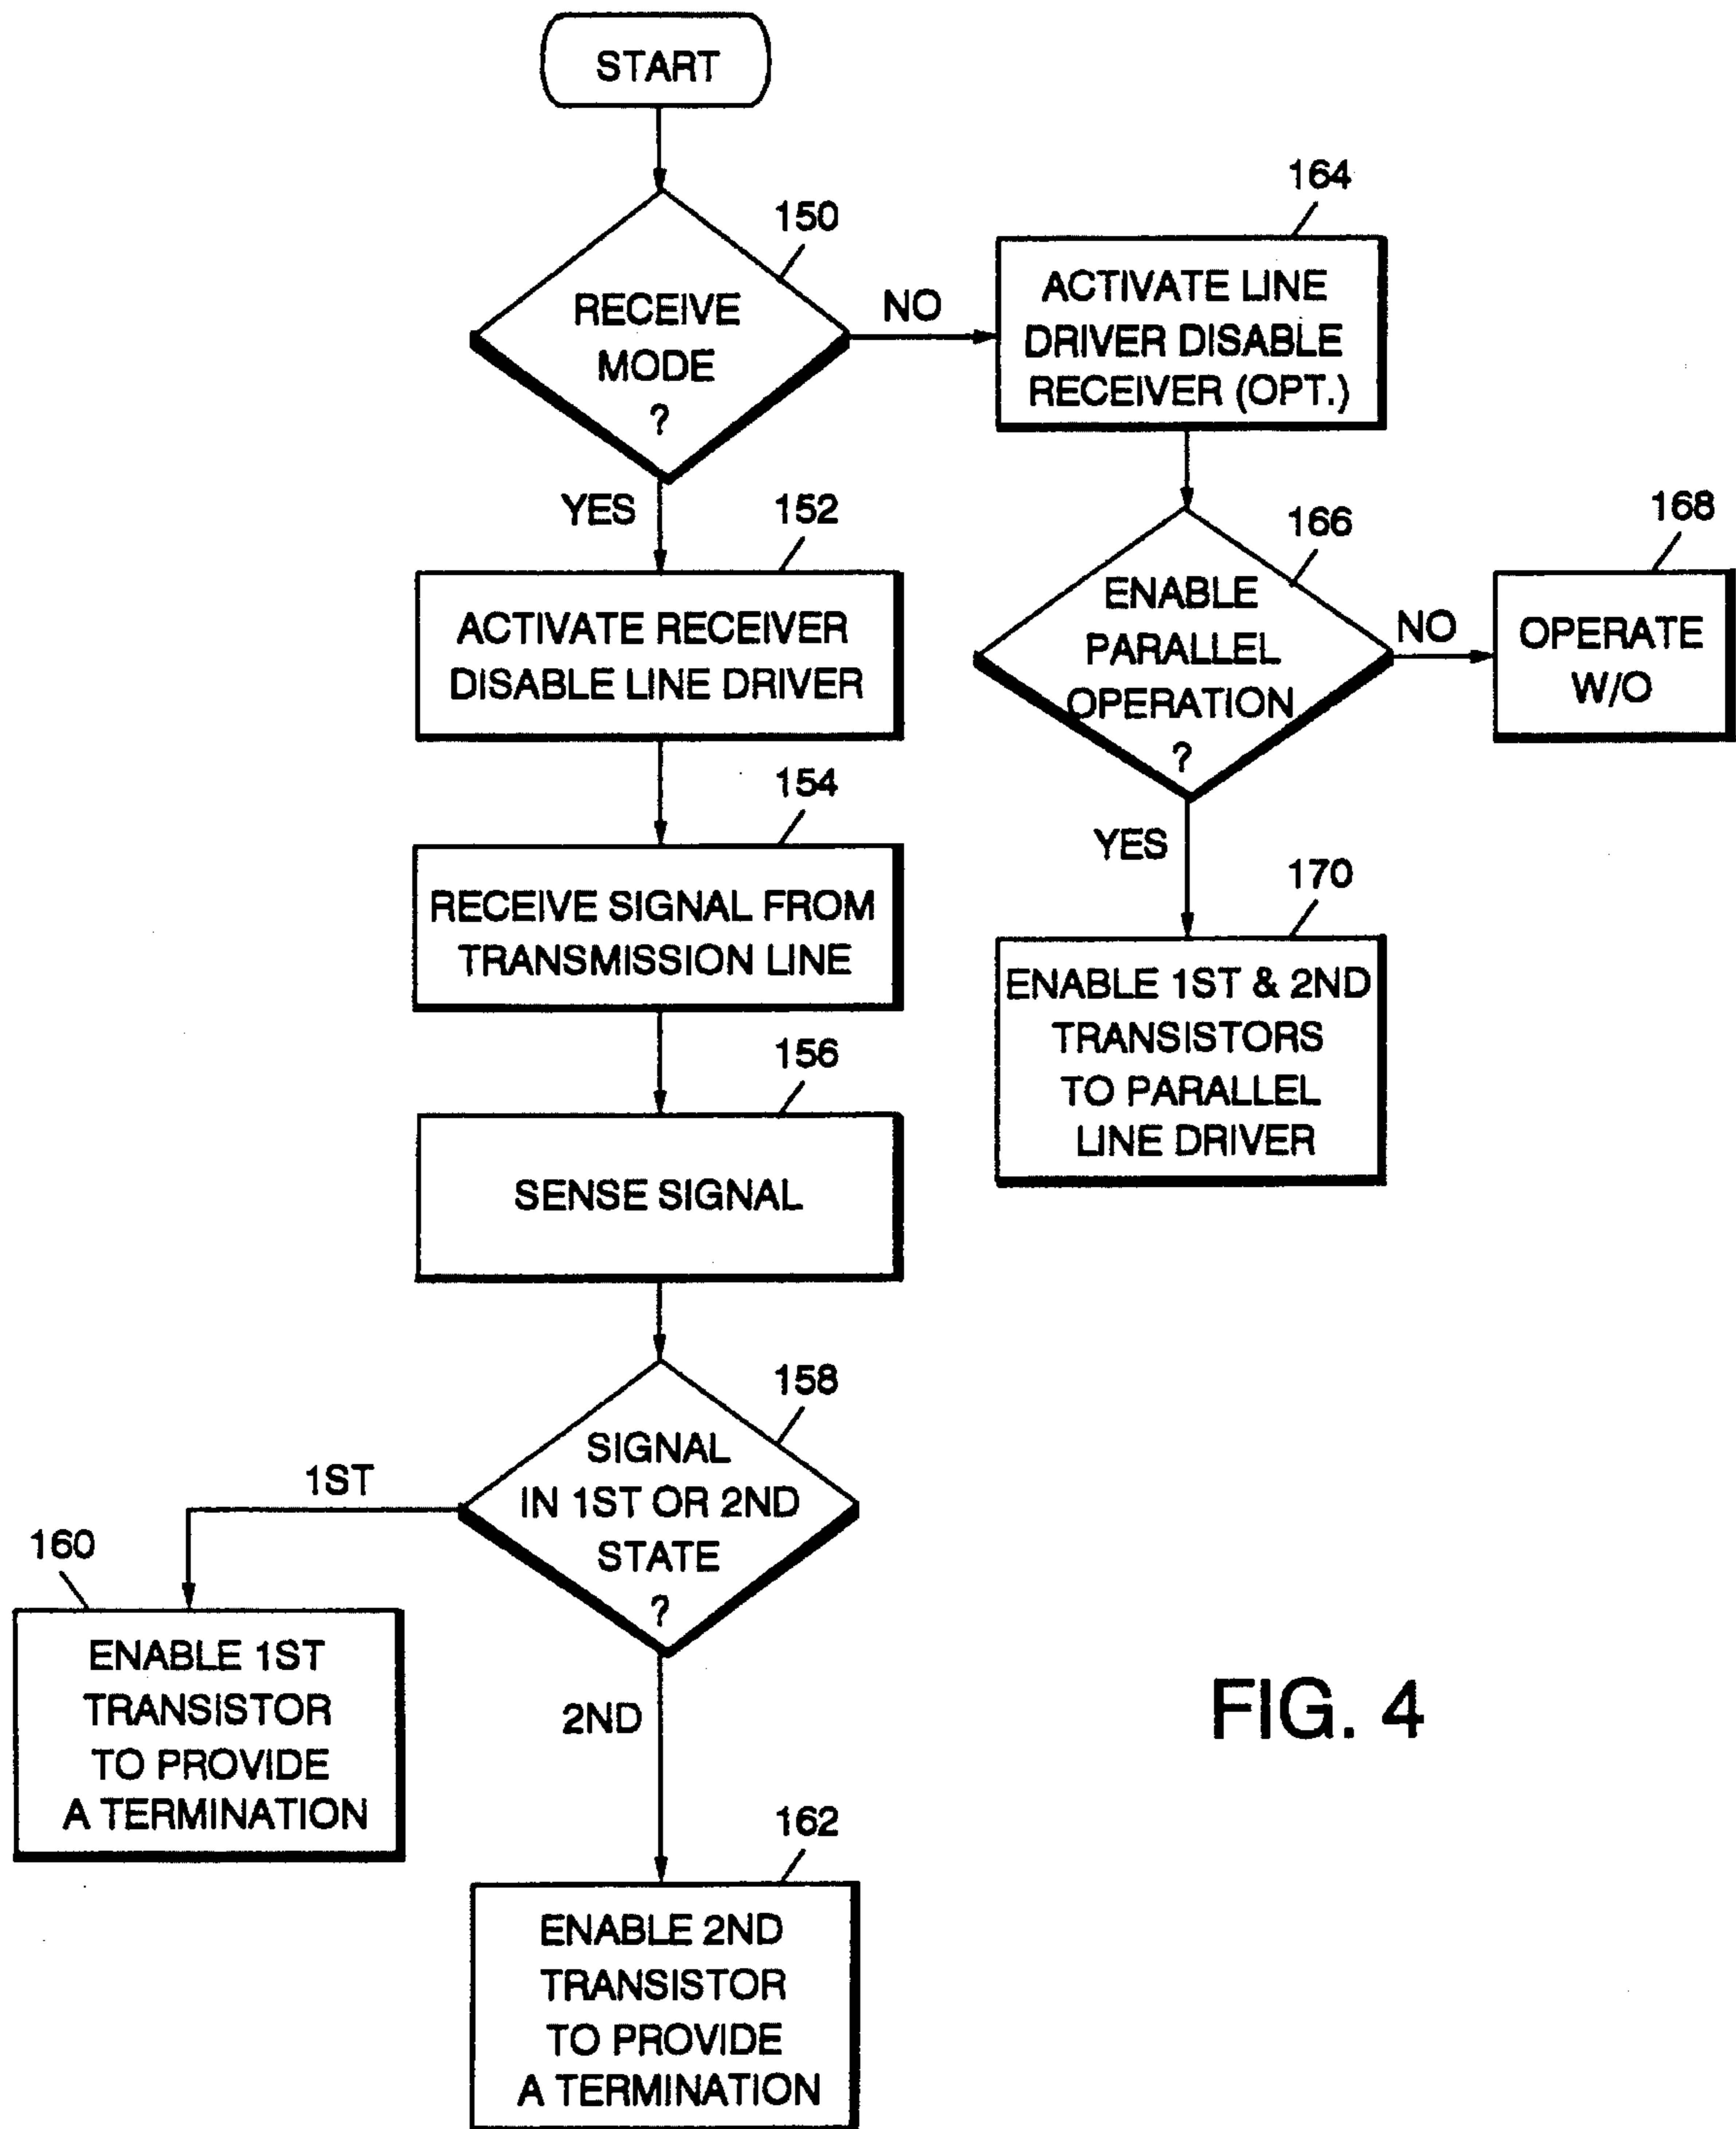 START
150
RECEIVE
MODE
?
NO
164
ACTIVATE LINE
DRIVER DISABLE
RECEIVER (OPT.)
YES
152
ACTIVATE RECEIVER
DISABLE LINE DRIVER
166
ENABLE
PARALLEL
OPERATION
?
NO
168
OPERATE
W/O
154
RECEIVE SIGNAL FROM
TRANSMISSION LINE
YES
170
ENABLE 1ST & 2ND
TRANSISTORS
TO PARALLEL
LINE DRIVER
156
SENSE SIGNAL
158
SIGNAL
IN 1ST OR 2ND
STATE
?
1ST
160
ENABLE 1ST
TRANSISTOR
TO PROVIDE
A TERMINATION
2ND
162
ENABLE 2ND
TRANSISTOR
TO PROVIDE
A TERMINATION
FIG. 4